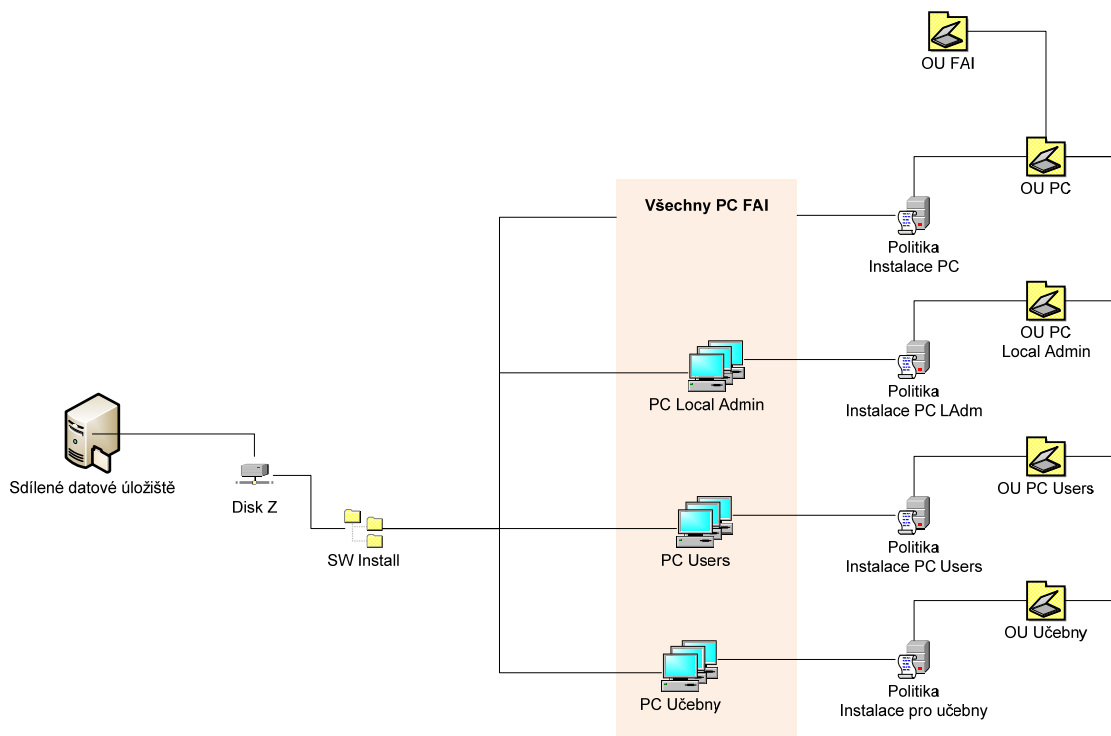 OU FAI
OU PC
Všechny PC FAI
Politika
Instalace PC
OU PC
Local Admin
PC Local Admin
Politika
Instalace PC LAdm
Sdílené datové úložiště
Disk Z
SW Install
OU PC Users
PC Users
Politika
Instalace PC Users
OU Učebny
PC Učebny
Politika
Instalace pro učebny